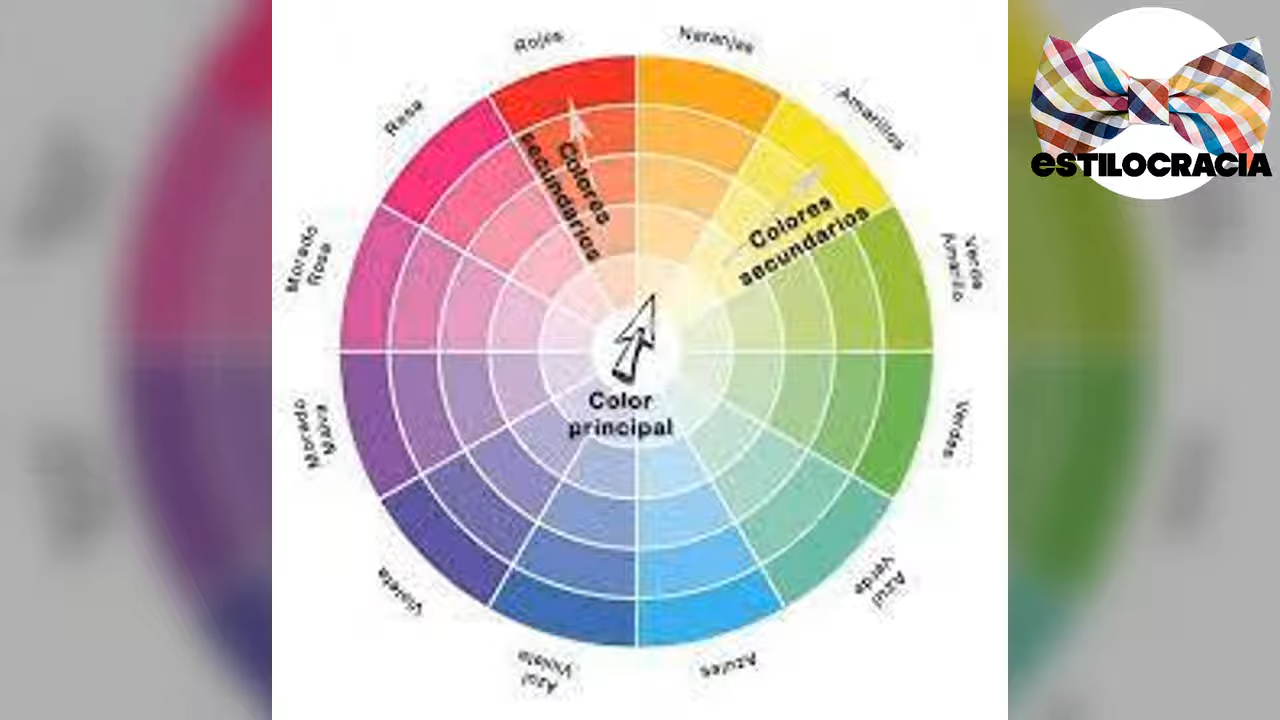 Rojos
Naranjas
Rosa
Amarillos
Morado
Rosa
Verde
Amarillo
Morado
Malva
Verdes
Violeta
Azul
Verde
Azul
Violeta
Azules
Colores
secundarios
Colores
secundarios
Color
principal
eSTILOCRACIA